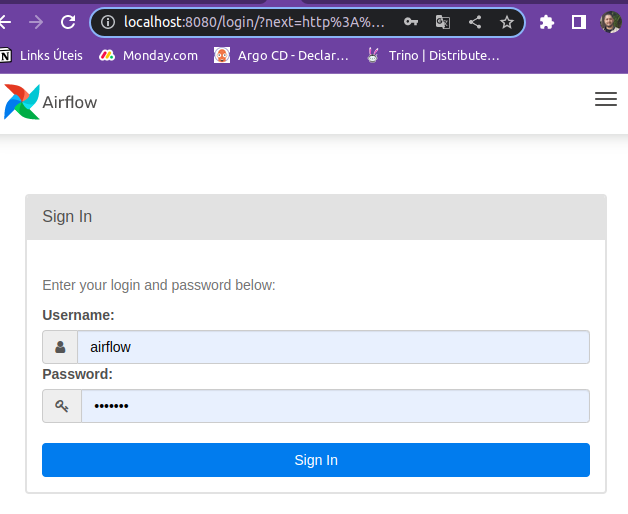 localhost:8080/login/?next=http%3A%...
Links Úteis Monday.com Argo CD - Declar... Trino | Distribute...
Airflow
Sign In
Enter your login and password below:
Username:
airflow
Password:
•••••••
Sign In